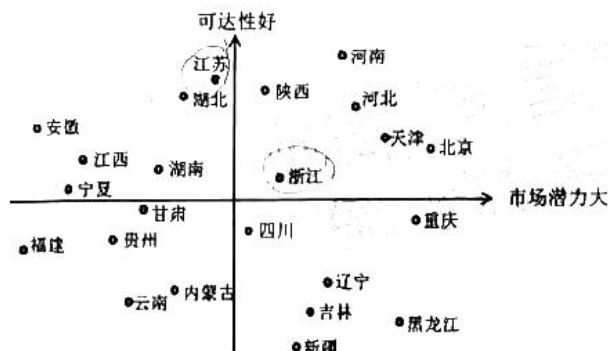 可达性好
河南
江苏
陕西
湖北
河北
安徽
天津
北京
江西
湖南
浙江
宁夏
市场潜力大
甘肃
重庆
四川
贵州
福建
辽宁
内蒙古
云南
吉林
黑龙江
新疆